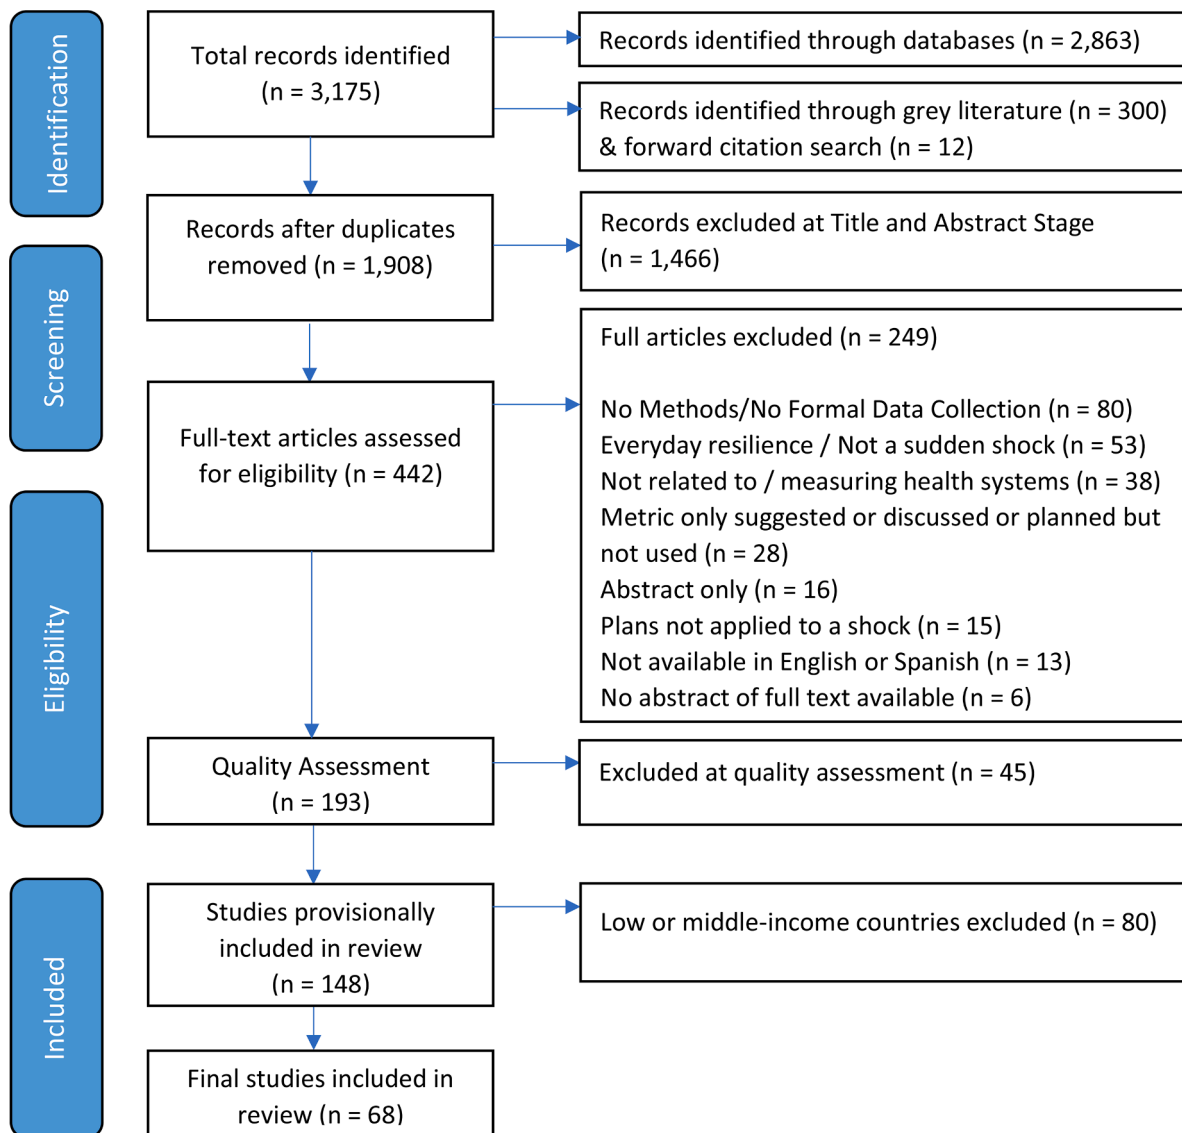 Identification
Total records identified
(n = 3,175)
Records identified through databases (n = 2,863)
Records identified through grey literature (n = 300)
& forward citation search (n = 12)
Screening
Records after duplicates
removed (n = 1,908)
Records excluded at Title and Abstract Stage
(n = 1,466)
Full-text articles assessed
for eligibility (n = 442)
Full articles excluded (n = 249)
No Methods/No Formal Data Collection (n = 80)
Everyday resilience / Not a sudden shock (n = 53)
Not related to / measuring health systems (n = 38)
Metric only suggested or discussed or planned but
not used (n = 28)
Abstract only (n = 16)
Plans not applied to a shock (n = 15)
Not available in English or Spanish (n = 13)
No abstract of full text available (n = 6)
Eligibility
Quality Assessment
(n = 193)
Excluded at quality assessment (n = 45)
Included
Studies provisionally
included in review
(n = 148)
Low or middle-income countries excluded (n = 80)
Final studies included in
review (n = 68)